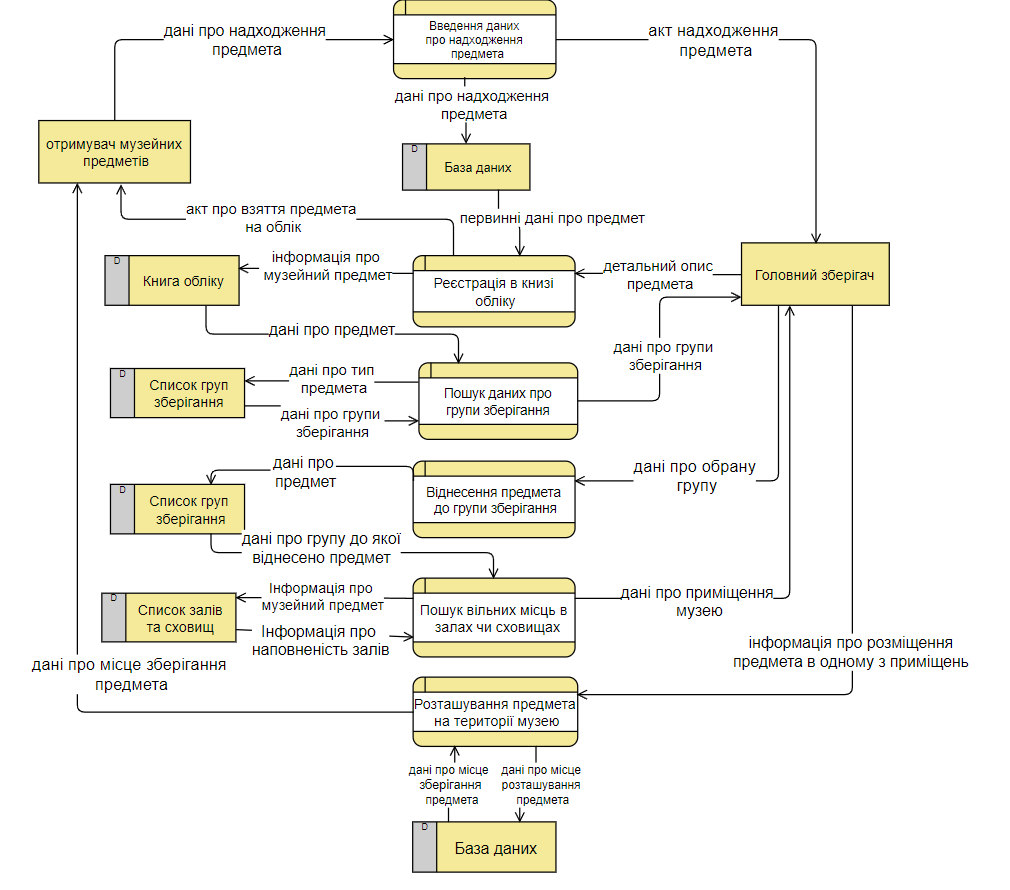 Введення даних
про надходження
предмета
дані про надходження
предмета
акт надходження
предмета
дані про надходження
предмета
отримувач музейних
предметів
D
База даних
акт про взяття предмета
на облік
первинні дані про предмет
D
Книга обліку
інформація про
музейний предмет
Реєстрація в книзі
обліку
детальний опис
предмета
Головний зберігач
дані про предмет
дані про групи
зберігання
D
Список груп
зберігання
дані про тип
предмета
дані про групи
зберігання
Пошук даних про
групи зберігання
дані про
предмет
дані про обрану
групу
D
Список груп
зберігання
Віднесення предмета
до групи зберігання
дані про групу до якої
віднесено предмет
D
Список залів
та сховищ
Інформація про
музейний предмет
Інформація про
наповненість залів
Пошук вільних місць в
залах чи сховищах
дані про приміщення
музею
інформація про розміщення
предмета в одному з приміщень
дані про місце зберігання
предмета
Розташування предмета
на території музею
дані про місце
зберігання
предмета
дані про місце
розташування
предмета
D
База даних